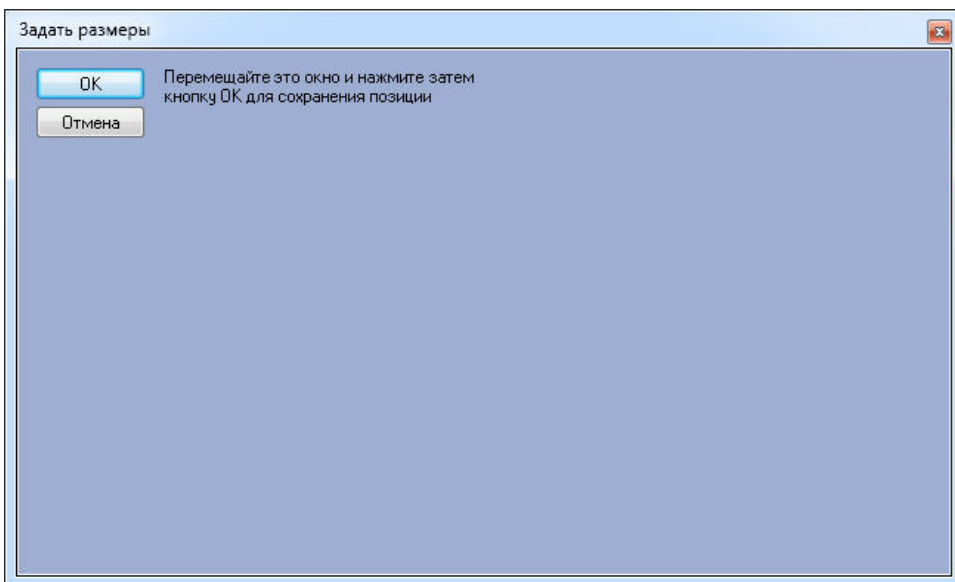 Задать размеры
OK
Перемещайте это окно и нажмите затем
кнопку OK для сохранения позиции
Отмена